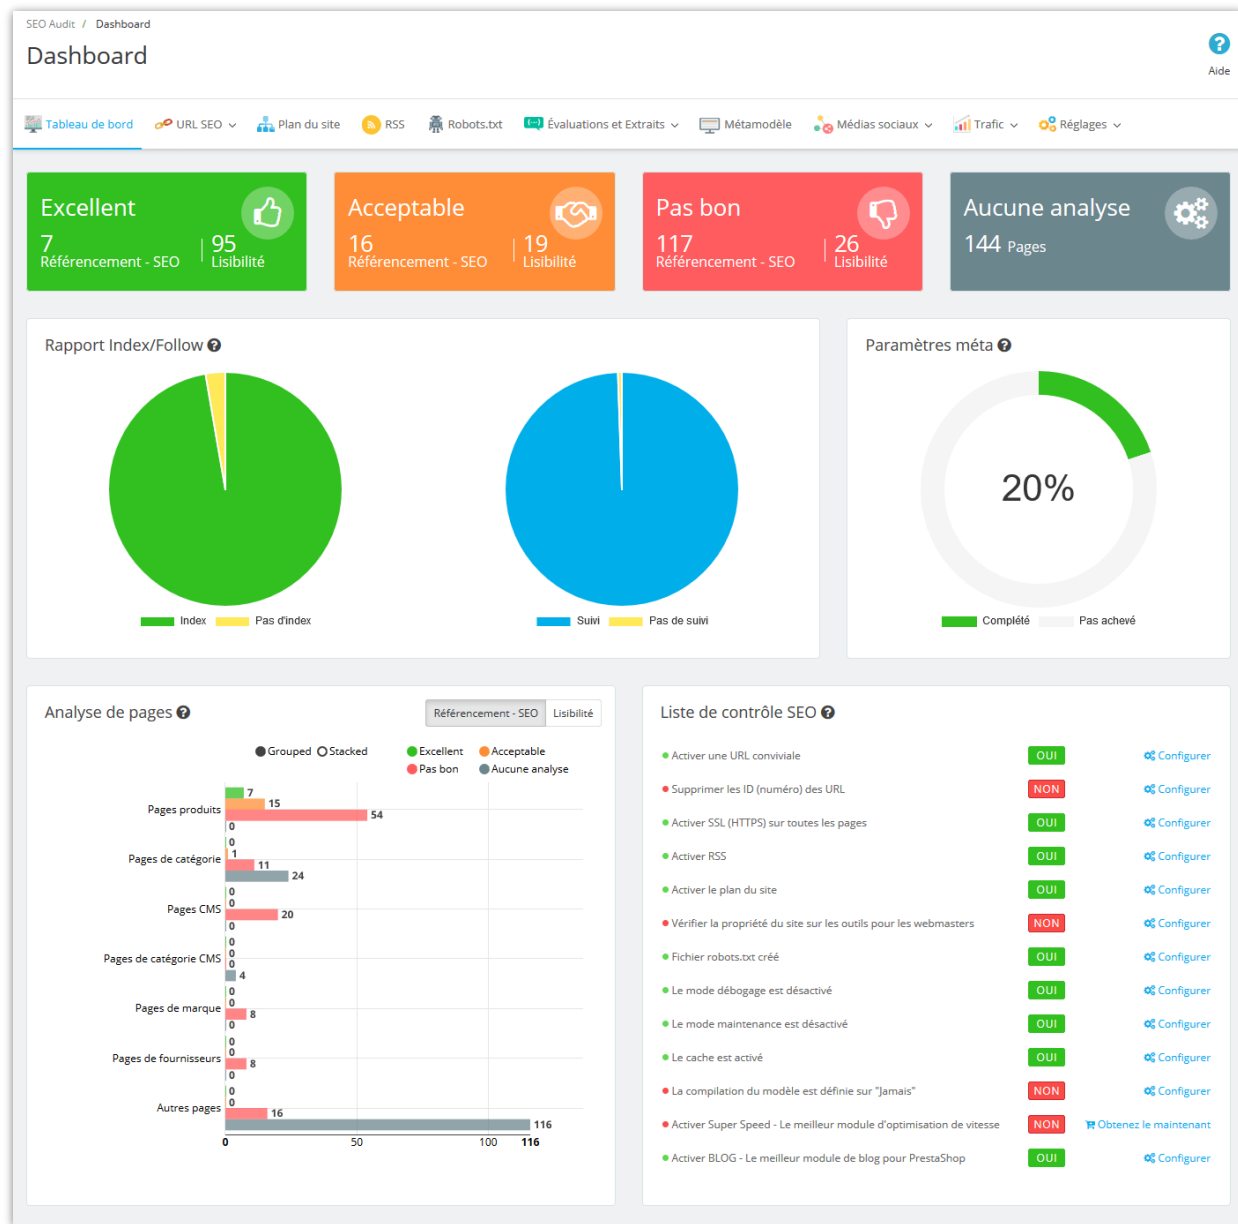 SEO Audit / Dashboard
Dashboard
Aide
Tableau de bord URL SEO Plan du site RSS Robots.txt Évaluations et Extraits Métamodèle Médias sociaux Trafic Réglages
Excellent
7 95
Référencement - SEO Lisibilité
Acceptable
16 19
Référencement - SEO Lisibilité
Pas bon
117 26
Référencement - SEO Lisibilité
Aucune analyse
144 Pages
Rapport Index/Follow
Index Pas d'index
Suivi Pas de suivi
Paramètres méta
20%
Complété Pas achevé
Analyse de pages
Référencement - SEO Lisibilité
Grouped Stacked
Excellent Acceptable
Pas bon Aucune analyse
Pages produits
7
15
54
0
Pages de catégorie
0
1
11
24
Pages CMS
0
0
20
0
Pages de catégorie CMS
0
0
0
4
Pages de marque
0
0
8
0
Pages de fournisseurs
0
0
8
0
Autres pages
0
0
16
116
0 50 100 116
Liste de contrôle SEO
Activer une URL conviviale OUI Configurer
Supprimer les ID (numéro) des URL NON Configurer
Activer SSL (HTTPS) sur toutes les pages OUI Configurer
Activer RSS OUI Configurer
Activer le plan du site OUI Configurer
Vérifier la propriété du site sur les outils pour les webmasters NON Configurer
Fichier robots.txt créé OUI Configurer
Le mode débogage est désactivé OUI Configurer
Le mode maintenance est désactivé OUI Configurer
Le cache est activé OUI Configurer
La compilation du modèle est définie sur "Jamais" NON Configurer
Activer Super Speed - Le meilleur module d'optimisation de vitesse NON Obtenez le maintenant
Activer BLOG - Le meilleur module de blog pour PrestaShop OUI Configurer